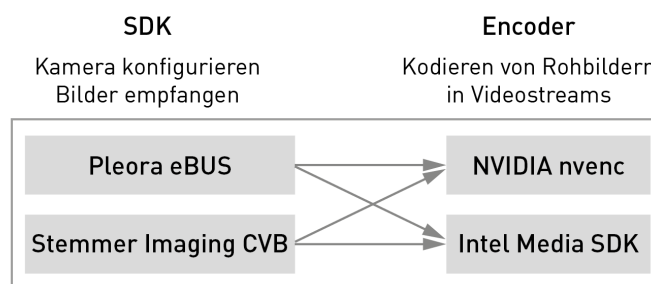 SDK
Kamera konfigurieren
Bilder empfangen
Encoder
Kodieren von Rohbildern
in Videostreams
Pleora eBUS
NVIDIA nvenc
Stemmer Imaging CVB
Intel Media SDK